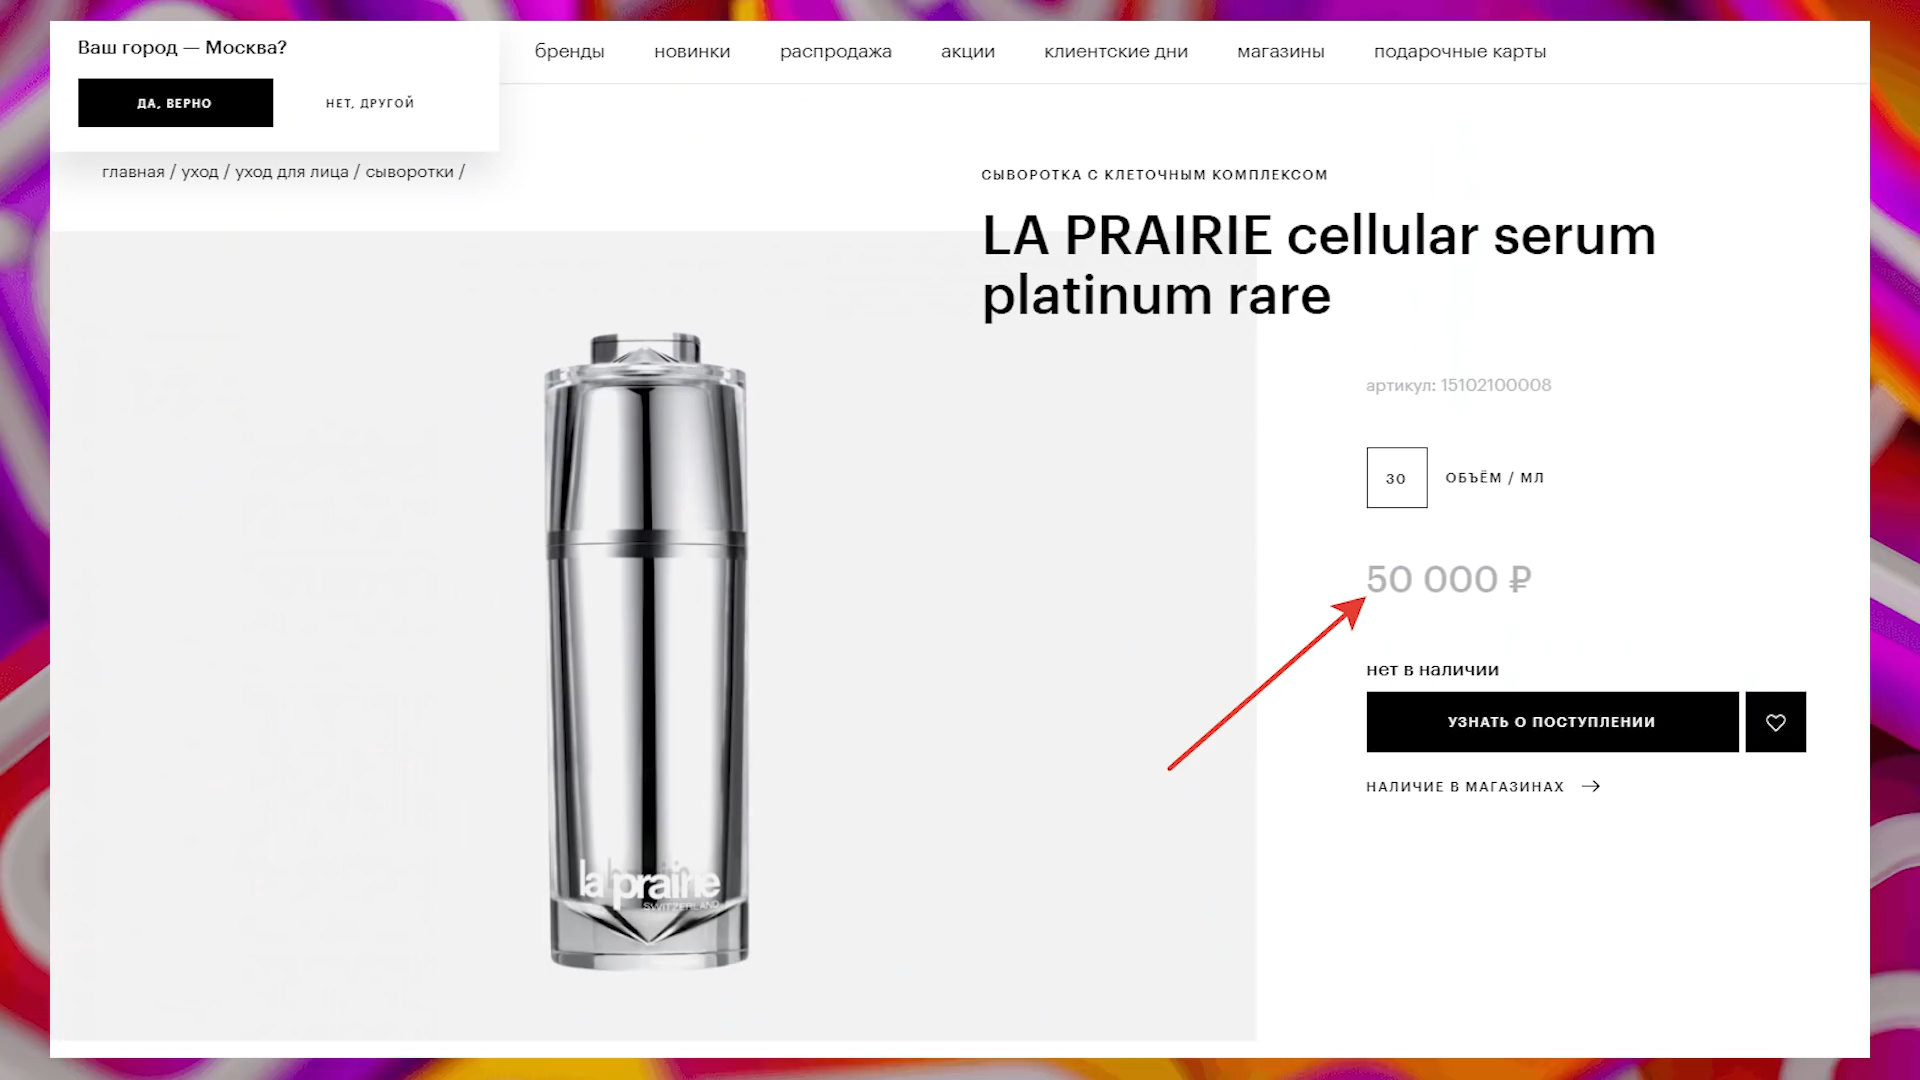 Ваш город — Москва?
ДА, ВЕРНО
НЕТ, ДРУГОЙ
бренды
новинки
распродажа
акции
клиентские дни
магазины
подарочные карты
главная / уход / уход для лица / сыворотки /
СЫВОРОТКА С КЛЕТОЧНЫМ КОМПЛЕКСОМ
LA PRAIRIE cellular serum
platinum rare
артикул: 15102100008
30
ОБЪЁМ / МЛ
50 000 ₽
нет в наличии
УЗНАТЬ О ПОСТУПЛЕНИИ
НАЛИЧИЕ В МАГАЗИНАХ →
la prairie
SWITZERLAND